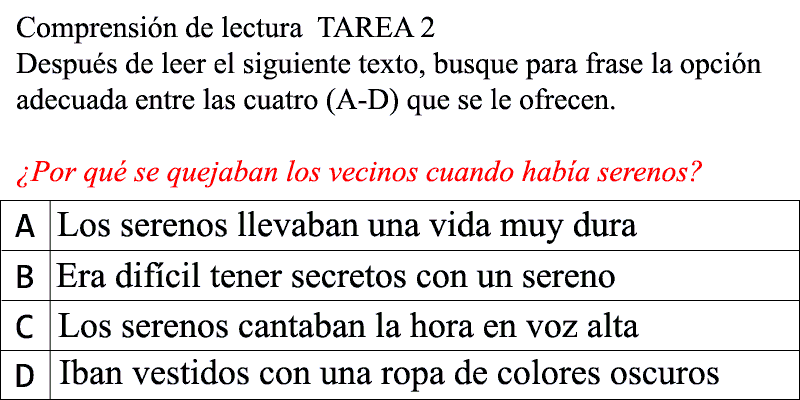 Comprensión de lectura  TAREA 2
Después de leer el siguiente texto, busque para frase la opción
adecuada entre las cuatro (A-D) que se le ofrecen.
¿Por qué se quejaban los vecinos cuando había serenos?
A Los serenos llevaban una vida muy dura
B Era difícil tener secretos con un sereno
C Los serenos cantaban la hora en voz alta
D Iban vestidos con una ropa de colores oscuros